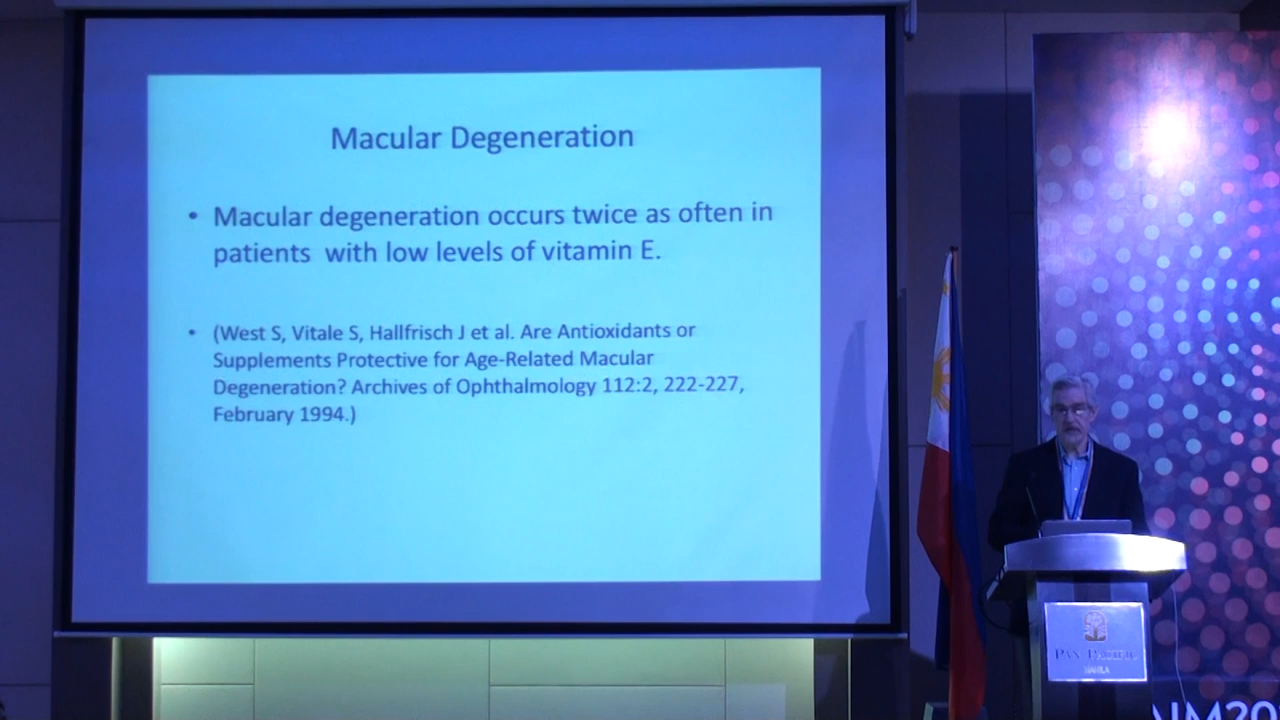 Macular Degeneration
• Macular degeneration occurs twice as often in
patients with low levels of vitamin E.
• (West S, Vitale S, Hallfrisch J et al. Are Antioxidants or
Supplements Protective for Age-Related Macular
Degeneration? Archives of Ophthalmology 112:2, 222-227,
February 1994.)
PAN PACIFIC
MANILA